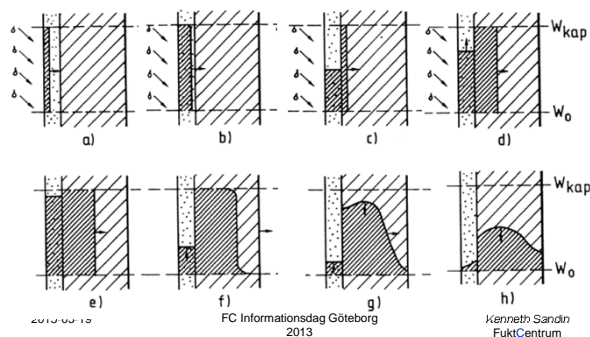 Wkap
Wo
a)
b)
c)
d)
Wkap
Wo
e)
f)
g)
h)
FC Informationsdag Göteborg
2013
Kenneth Sandin
FuktCentrum